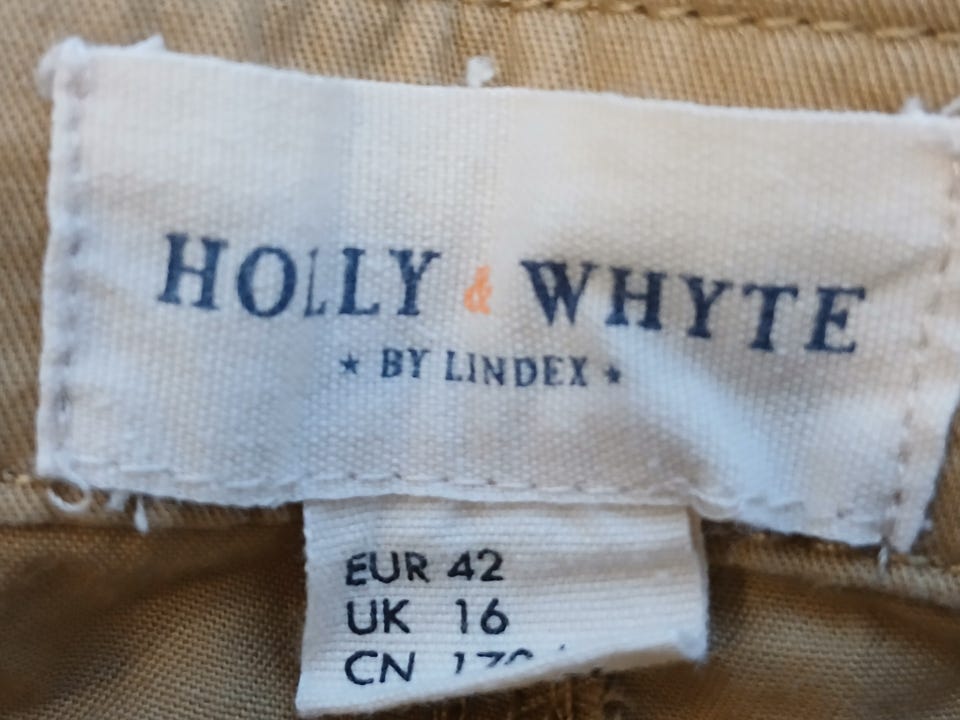 HOLLY & WHYTE
★ BY LINDEX ★
EUR 42
UK 16
CN